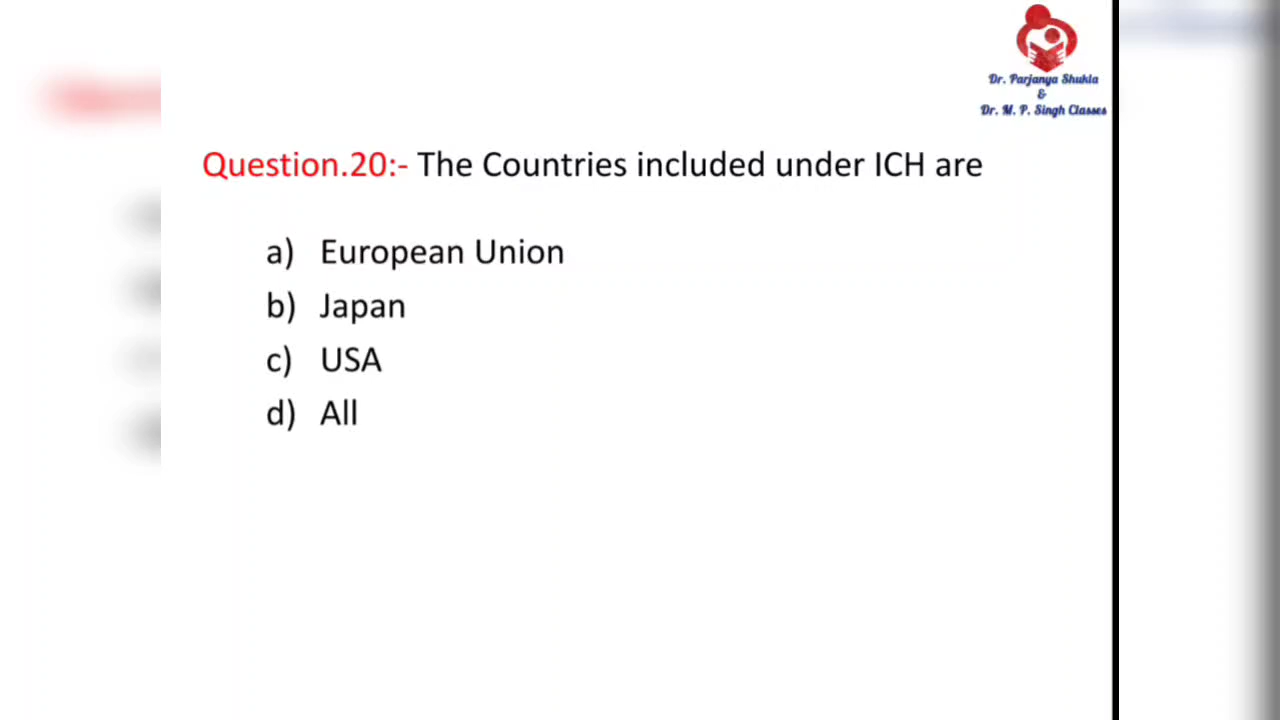 Dr. Parjanya Shukla
&
Dr. M. P. Singh Classes
Question.20:- The Countries included under ICH are
a) European Union
b) Japan
c) USA
d) All